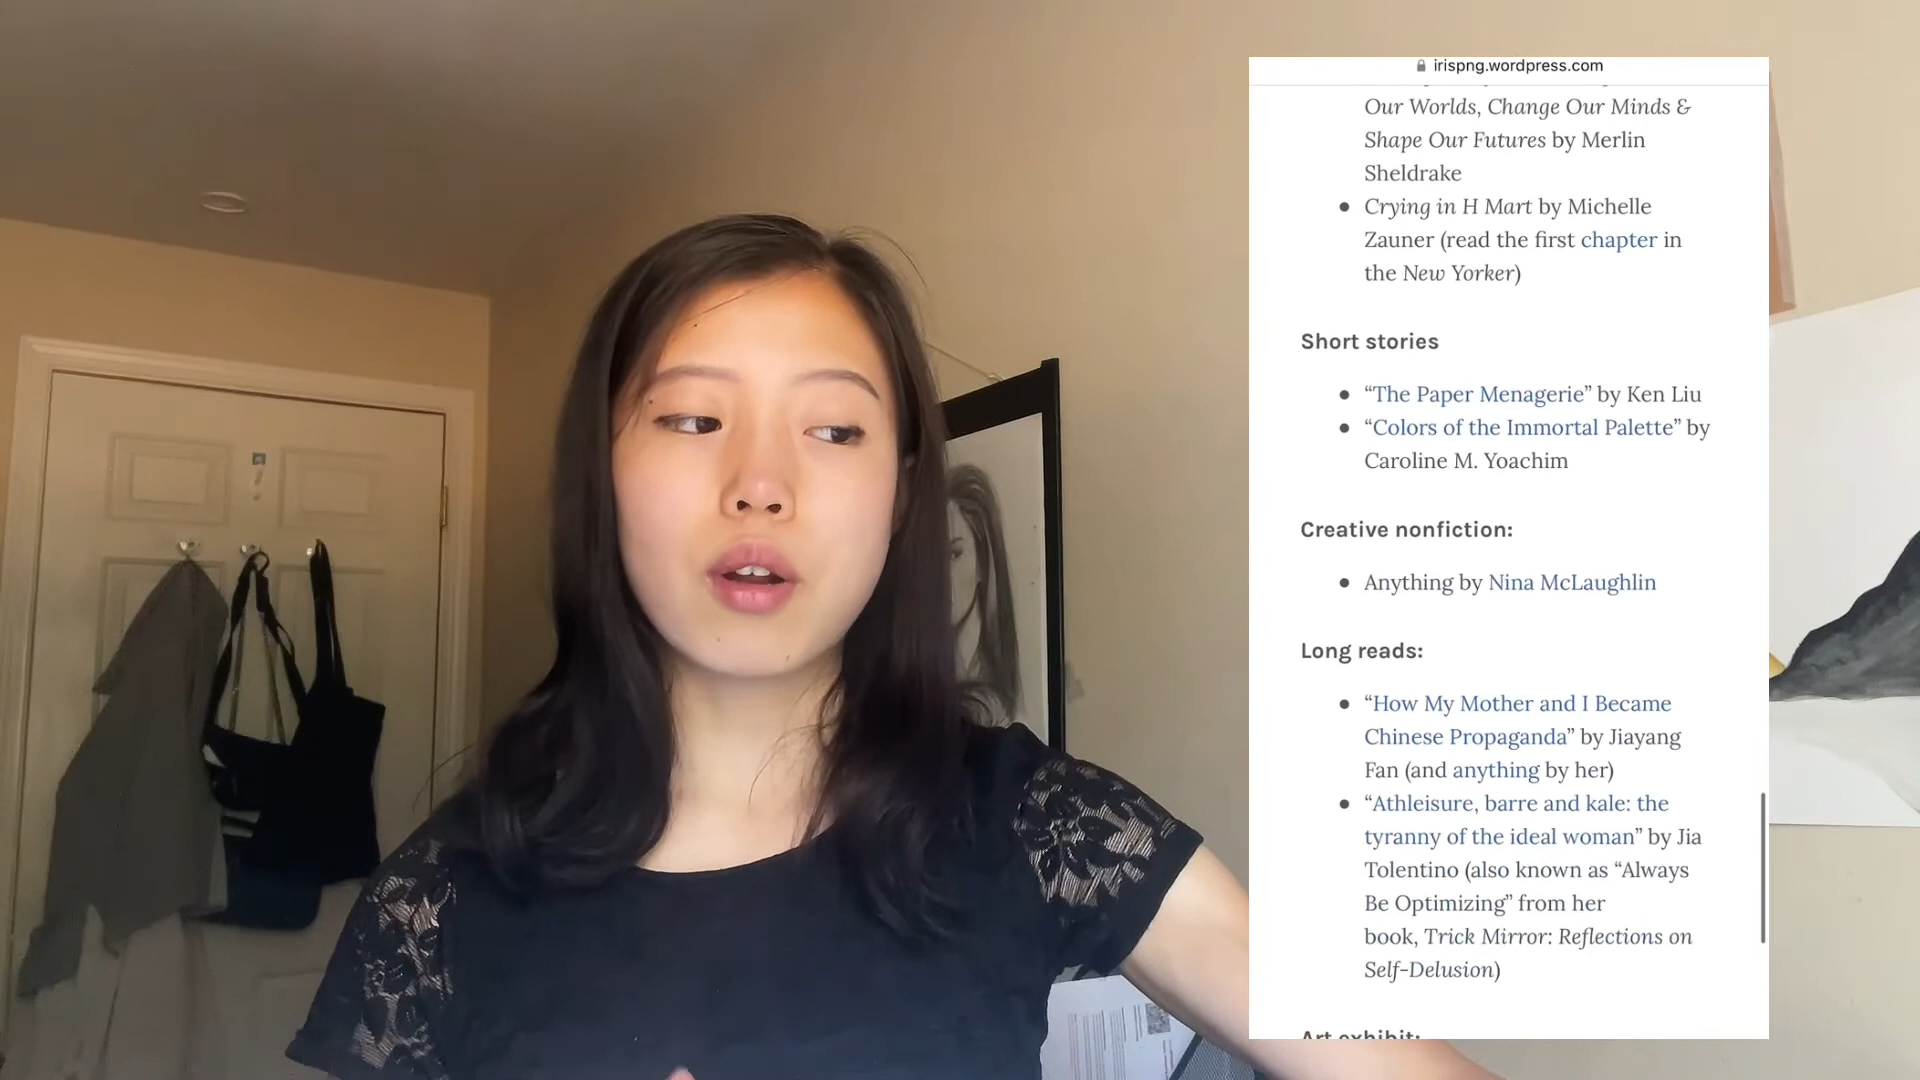 irispng.wordpress.com
Our Worlds, Change Our Minds &
Shape Our Futures by Merlin
Sheldrake
● Crying in H Mart by Michelle
Zauner (read the first chapter in
the New Yorker)
Short stories
● “The Paper Menagerie” by Ken Liu
● “Colors of the Immortal Palette” by
Caroline M. Yoachim
Creative nonfiction:
● Anything by Nina McLaughlin
Long reads:
● “How My Mother and I Became
Chinese Propaganda” by Jiayang
Fan (and anything by her)
● “Athleisure, barre and kale: the
tyranny of the ideal woman” by Jia
Tolentino (also known as “Always
Be Optimizing” from her
book, Trick Mirror: Reflections on
Self-Delusion)
Art exhibit: